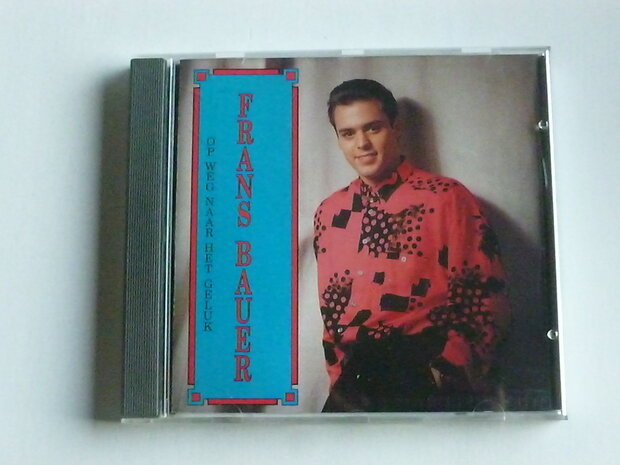 FRANS BAUER
OP WEG NAAR HET GELUK